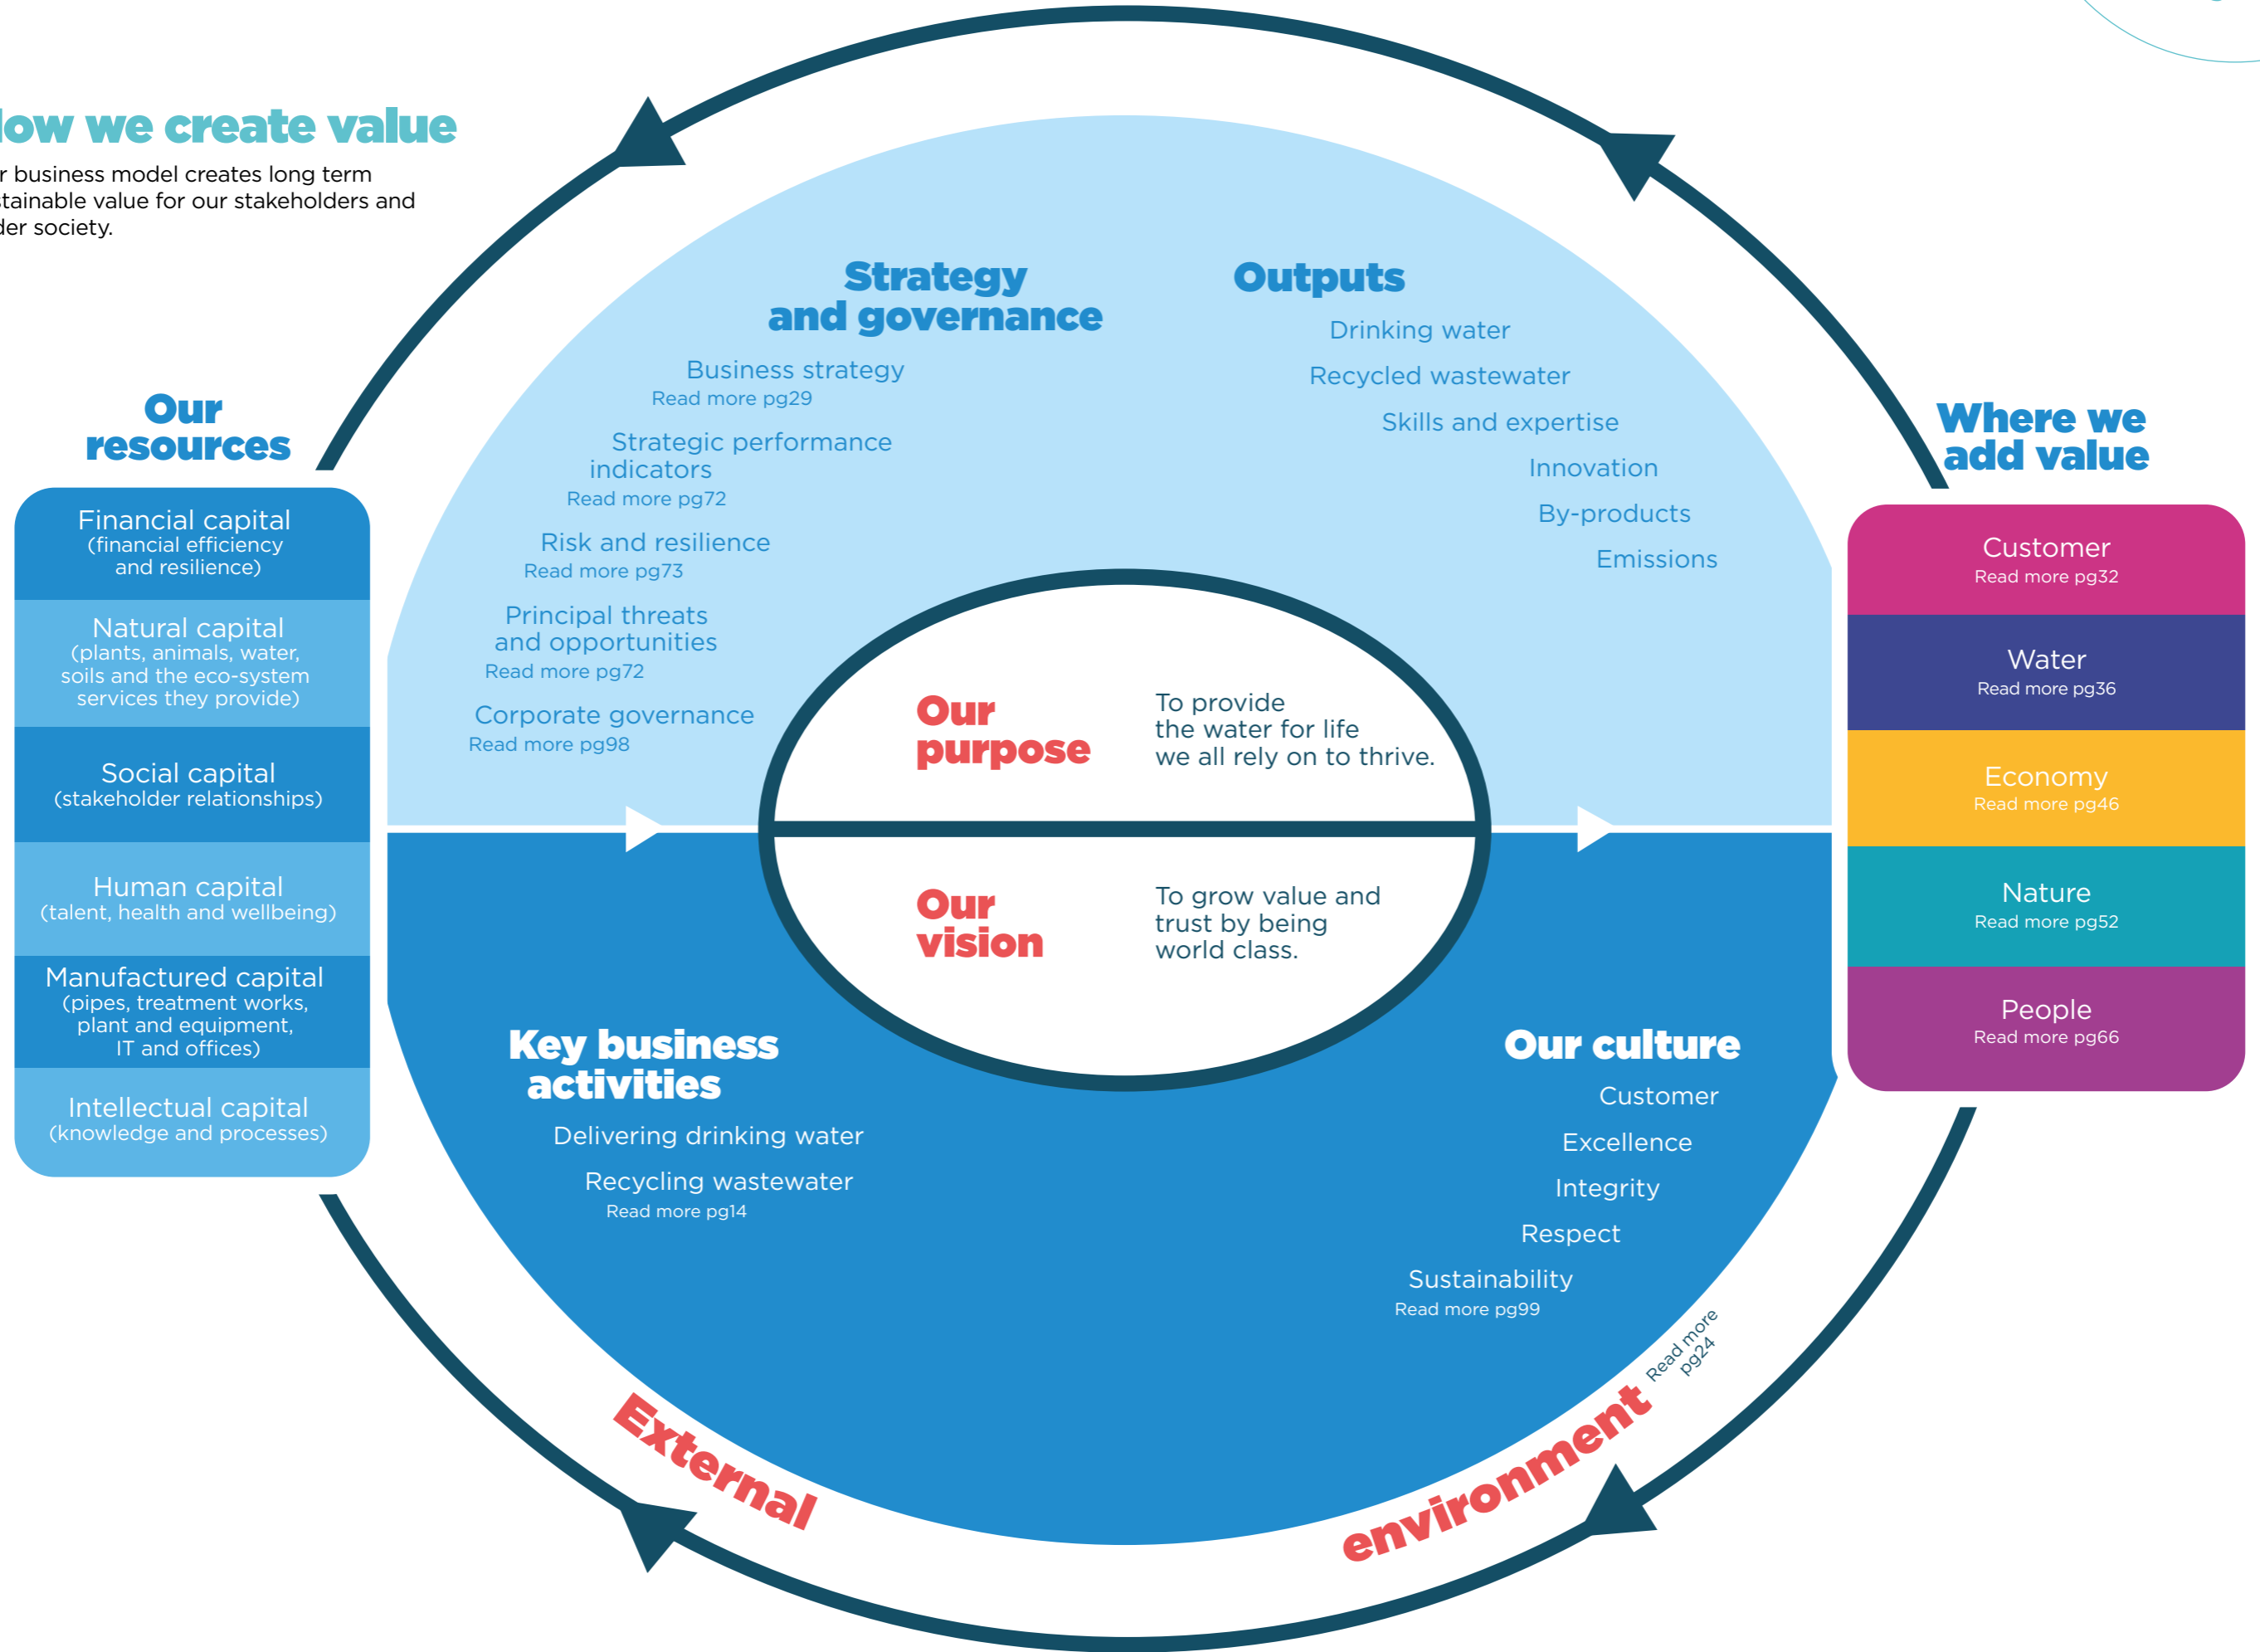 we create value
business model creates long term
value for our stakeholders and
society.
Our
resources
Financial capital
(financial efficiency
and resilience)
Natural capital
(plants, animals, water,
soils and the eco-system
services they provide)
Social capital
(stakeholder relationships)
Human capital
(talent, health and wellbeing)
Manufactured capital
(pipes, treatment works,
plant and equipment,
IT and offices)
Intellectual capital
(knowledge and processes)
Strategy
and governance
Business strategy
Read more pg29
Strategic performance
indicators
Read more pg72
Risk and resilience
Read more pg73
Principal threats
and opportunities
Read more pg72
Corporate governance
Read more pg98
Outputs
Drinking water
Recycled wastewater
Skills and expertise
Innovation
By-products
Emissions
Our
purpose
To provide
the water for life
we all rely on to thrive.
Our
vision
To grow value and
trust by being
world class.
Key business
activities
Delivering drinking water
Recycling wastewater
Read more pg14
Our culture
Customer
Excellence
Integrity
Respect
Sustainability
Read more pg99
External
environment
Read more
pg24
Where we
add value
Customer
Read more pg32
Water
Read more pg36
Economy
Read more pg46
Nature
Read more pg52
People
Read more pg66